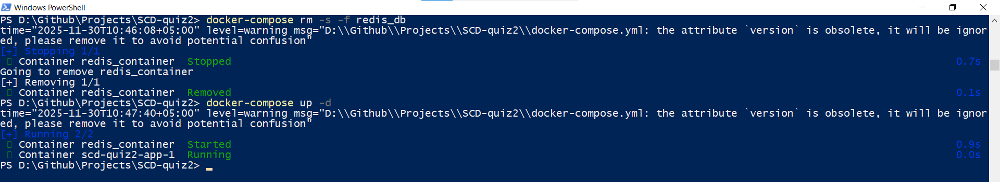 Windows PowerShell
PS D:\Github\Projects\SCD-quiz2> docker-compose rm -s -f redis_db
time="2025-11-30T10:46:08+05:00" level=warning msg="D:\\Github\\Projects\\SCD-quiz2\\docker-compose.yml: the attribute `version` is obsolete, it will be ignor
ed, please remove it to avoid potential confusion"
[+] Stopping 1/1
Container redis_container  Stopped 0.7s
Going to remove redis_container
[+] Removing 1/1
Container redis_container  Removed 0.1s
PS D:\Github\Projects\SCD-quiz2> docker-compose up -d
time="2025-11-30T10:47:40+05:00" level=warning msg="D:\\Github\\Projects\\SCD-quiz2\\docker-compose.yml: the attribute `version` is obsolete, it will be ignor
ed, please remove it to avoid potential confusion"
[+] Running 2/2
Container redis_container  Started 0.9s
Container scd-quiz2-app-1  Running 0.0s
PS D:\Github\Projects\SCD-quiz2>